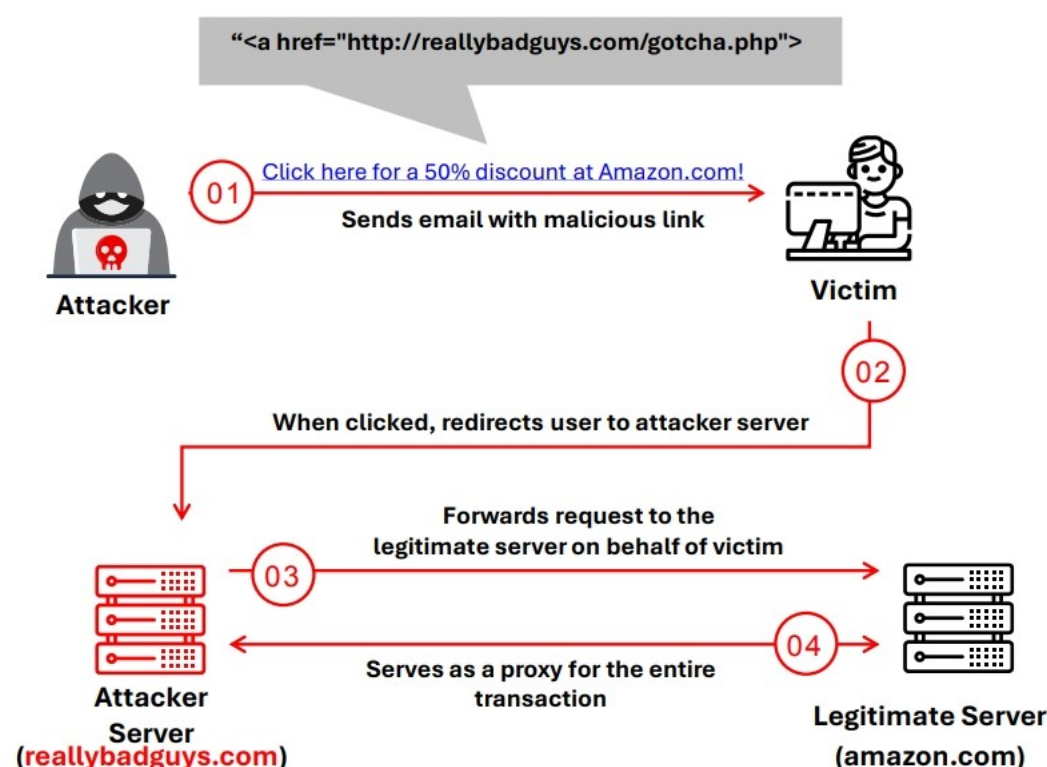 “<a href="http://reallybadguys.com/gotcha.php">
01
Click here for a 50% discount at Amazon.com!
Sends email with malicious link
Attacker
Victim
02
When clicked, redirects user to attacker server
Forwards request to the
legitimate server on behalf of victim
03
04
Serves as a proxy for the entire
transaction
Attacker
Server
(reallybadguys.com)
Legitimate Server
(amazon.com)